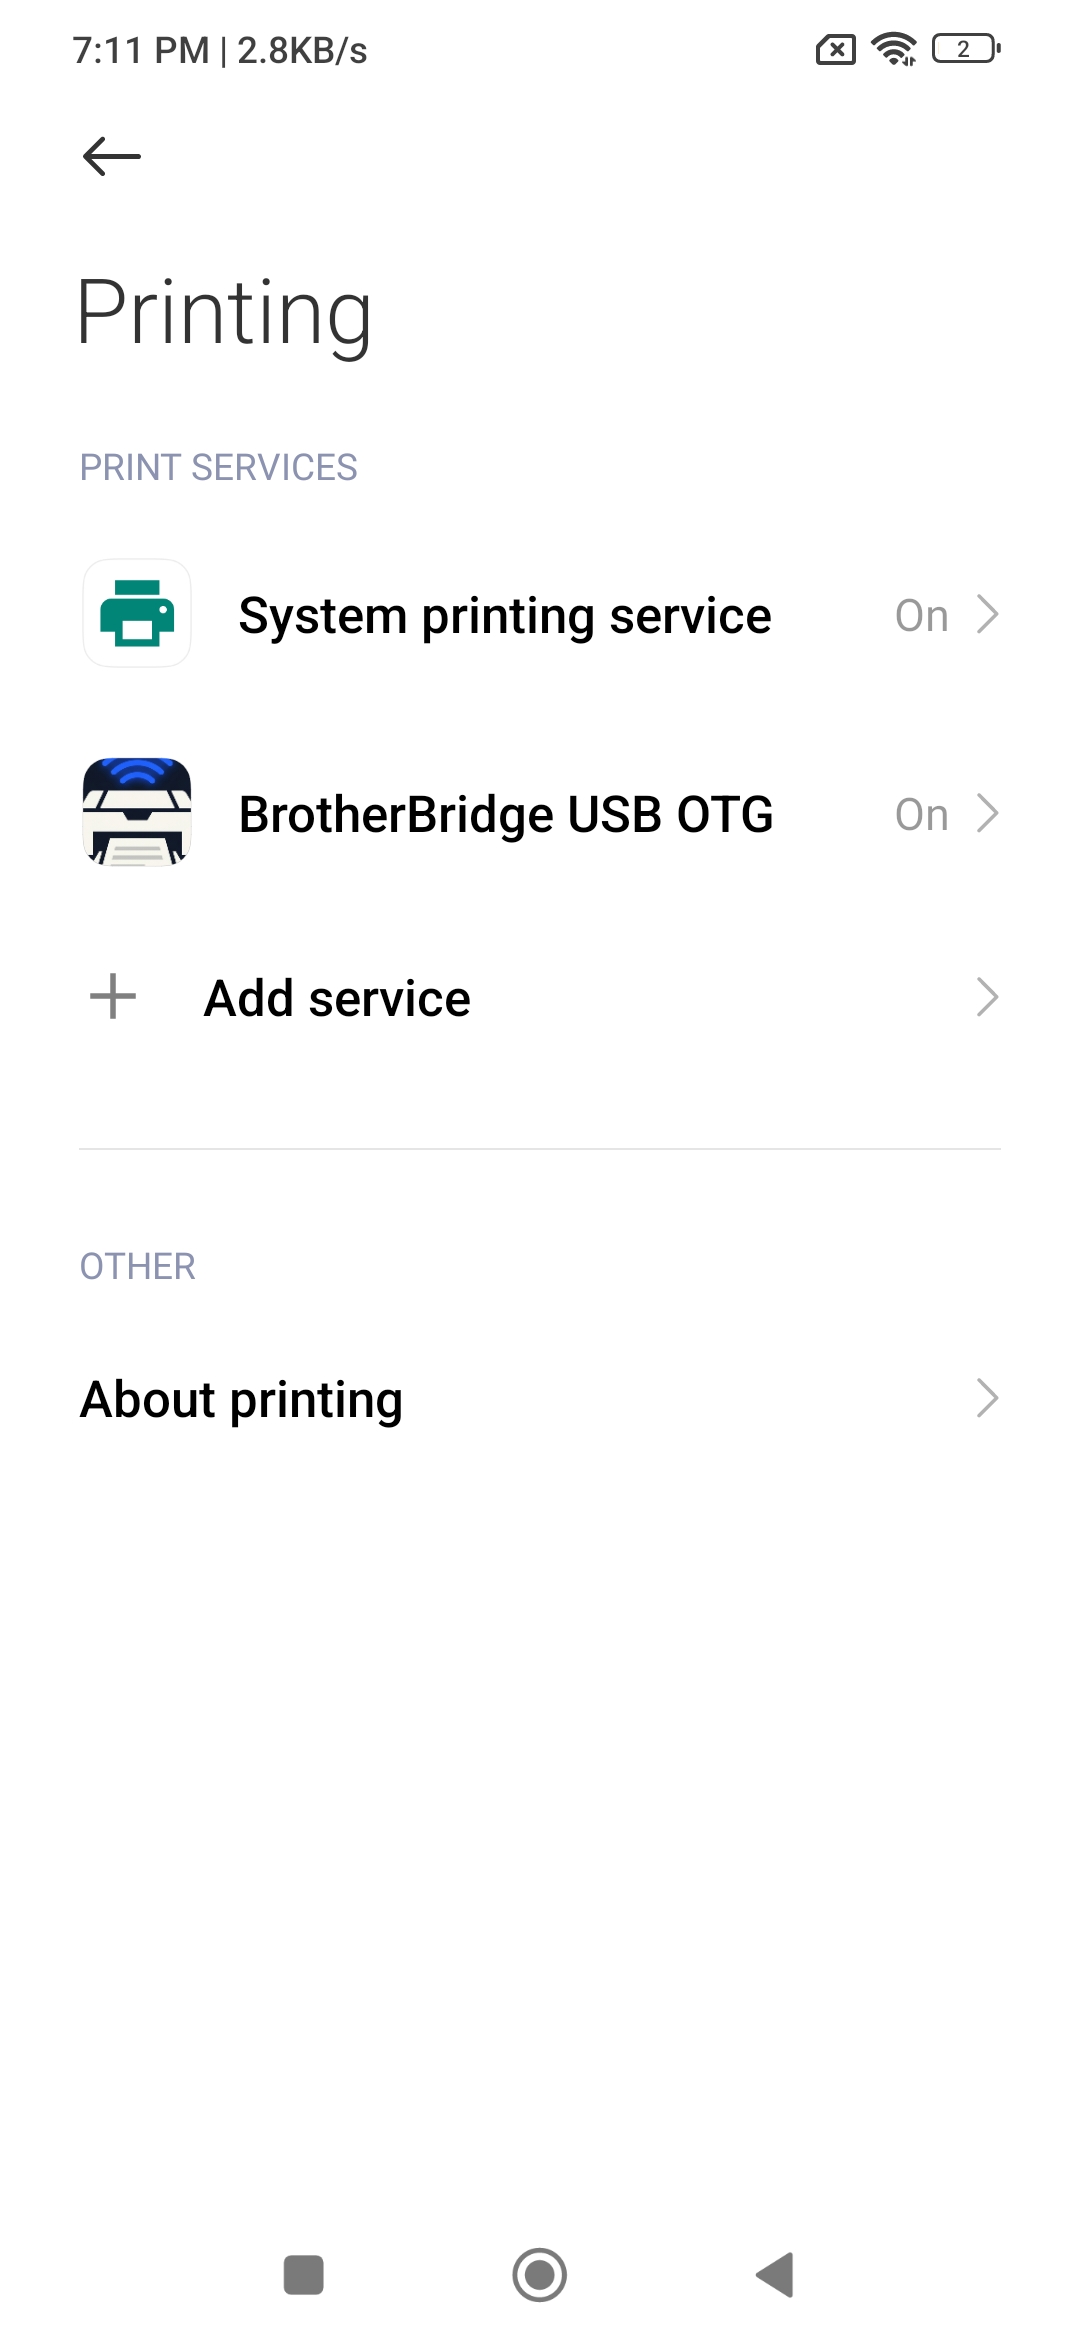 7:11 PM | 2.8KB/s
2
Printing
PRINT SERVICES
System printing service On
BrotherBridge USB OTG On
Add service
OTHER
About printing